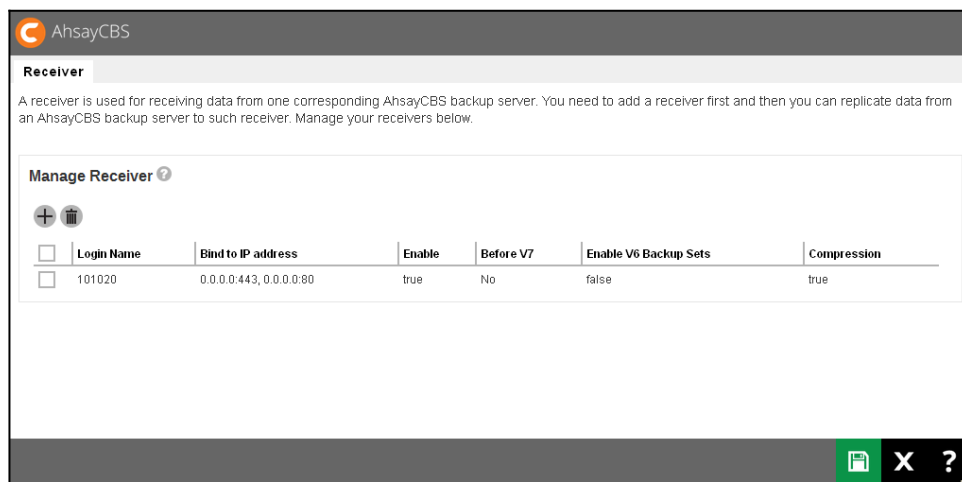 AhsayCBS
Receiver
A receiver is used for receiving data from one corresponding AhsayCBS backup server. You need to add a receiver first and then you can replicate data from
an AhsayCBS backup server to such receiver. Manage your receivers below.
Manage Receiver ?
Login Name Bind to IP address Enable Before V7 Enable V6 Backup Sets Compression
101020 0.0.0.0:443, 0.0.0.0:80 true No false true
X ?